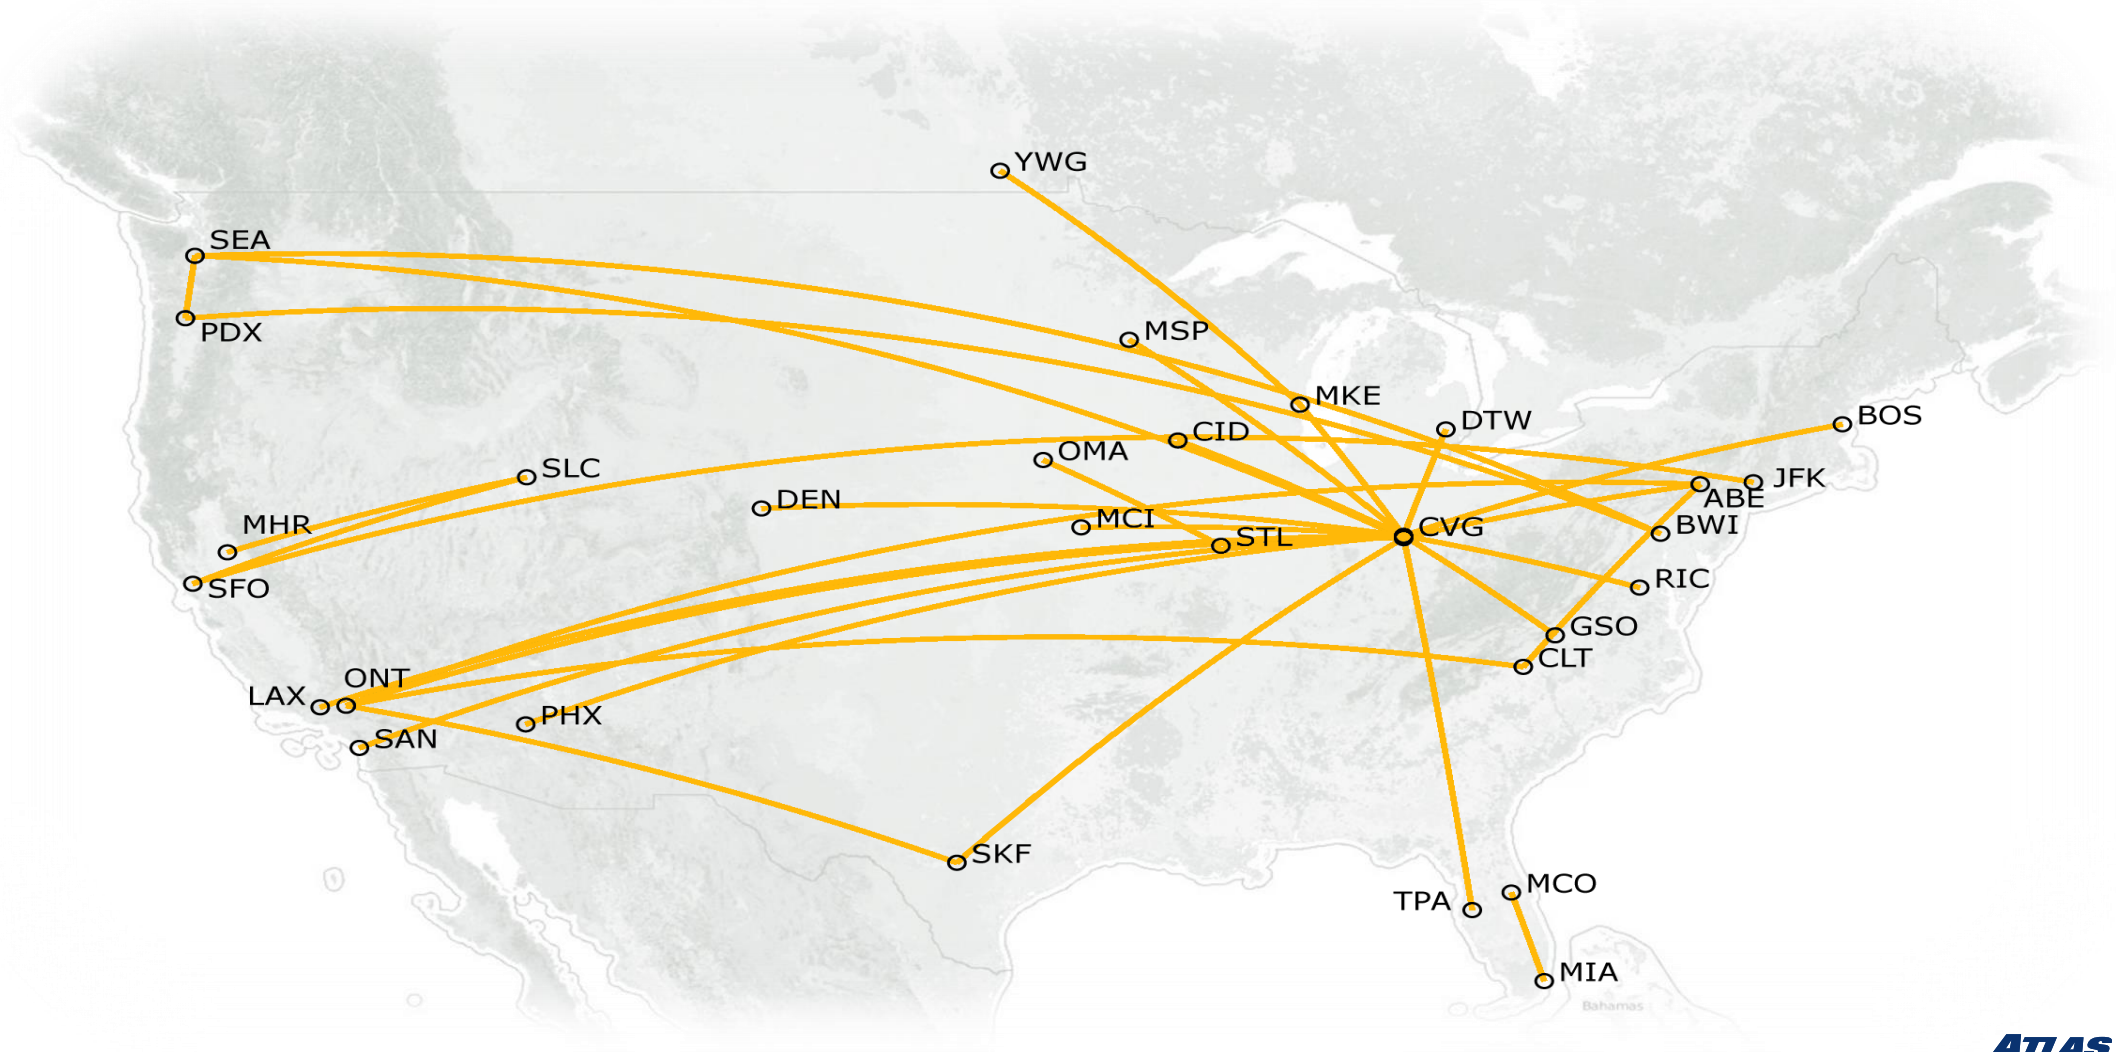 YWG
SEA
PDX
MSP
MKE
DTW
BOS
CID
OMA
SLC
JFK
DEN
ABE
MHR
MCI
CVG
BWI
STL
SFO
RIC
GSO
CLT
ONT
LAX
PHX
SAN
SKF
MCO
TPA
MIA
Bahamas
ATLAS